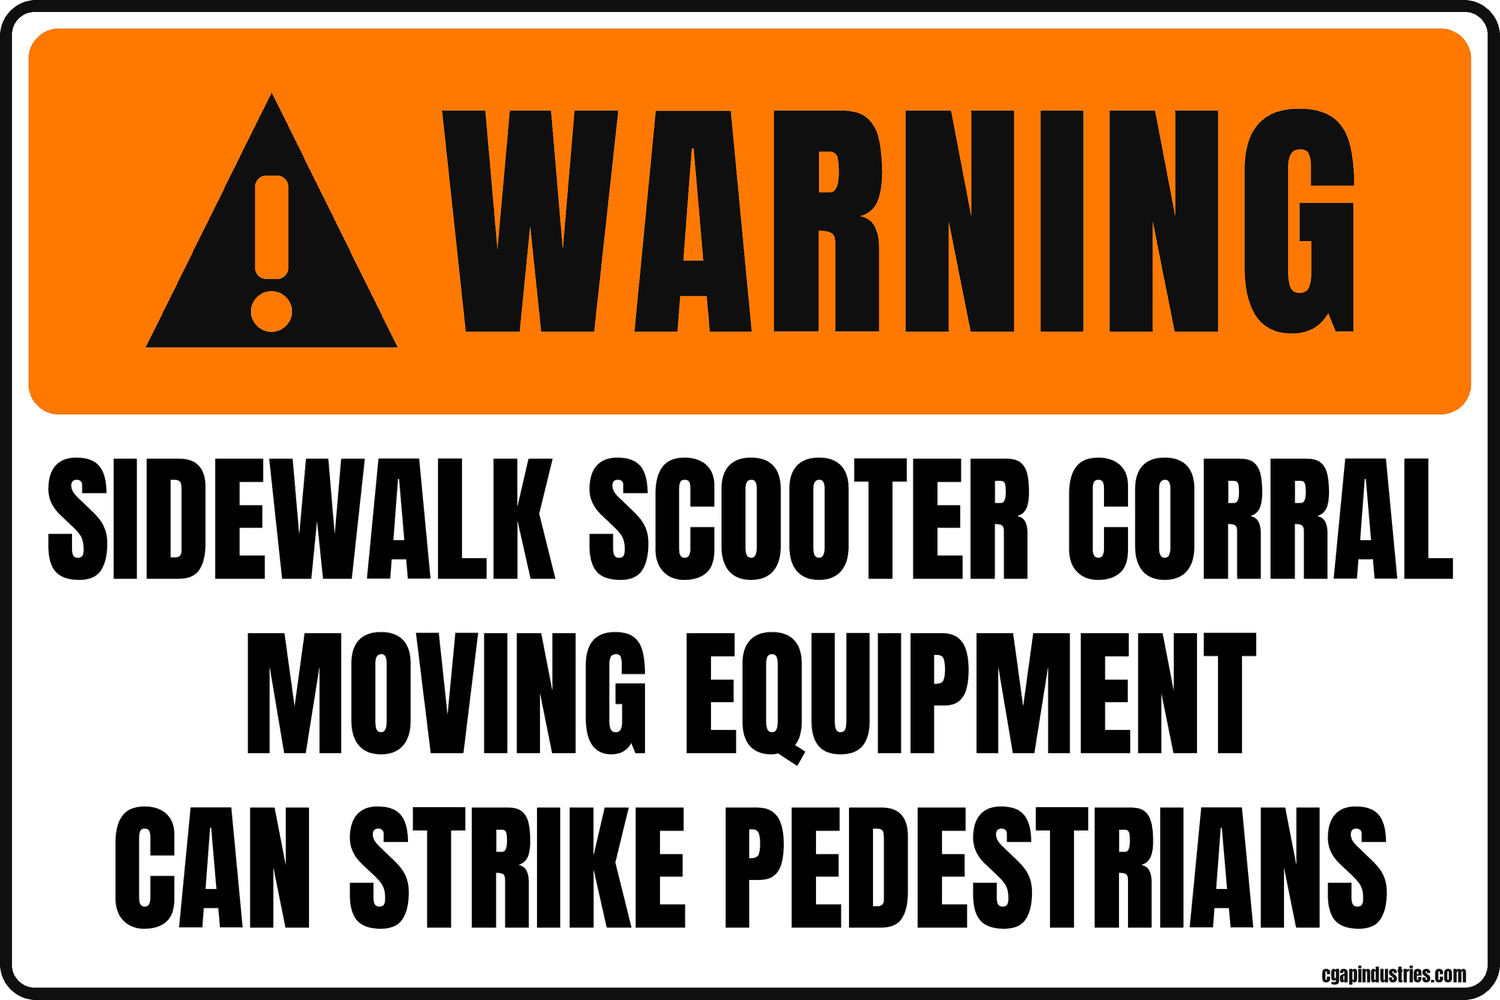 WARNING
SIDEWALK SCOOTER CORRAL
MOVING EQUIPMENT
CAN STRIKE PEDESTRIANS
cgapindustries.com